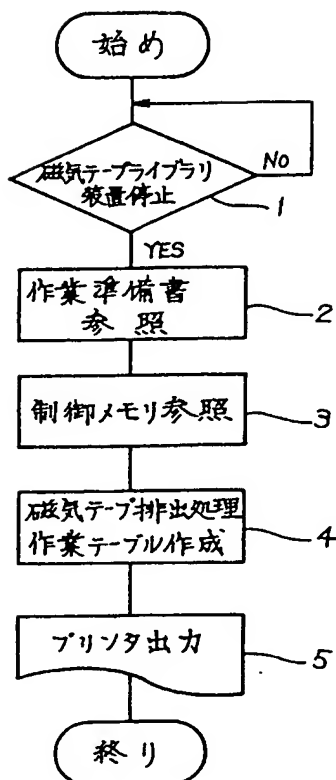 始め
磁気テープライブラリ
装置停止
NO
1
YES
作業準備書
参照
2
制御メモリ参照
3
磁気テープ排出処理
作業テーブル作成
4
プリンタ出力
5
終り